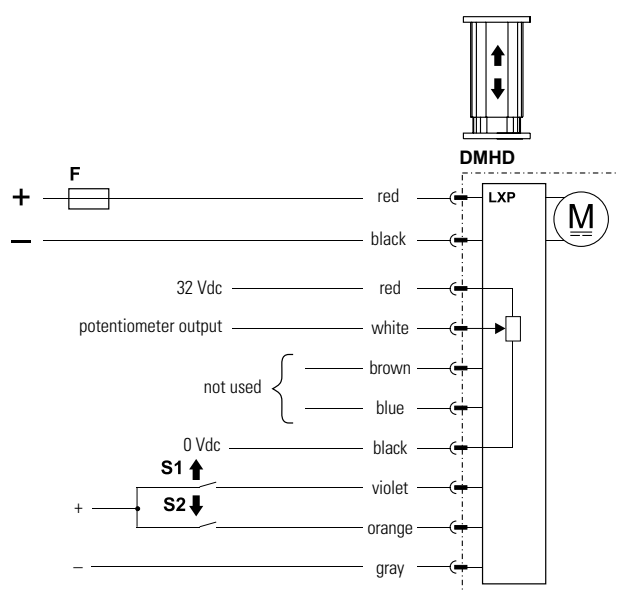 DMHD
F
+
red
LXP
M
–
black
32 Vdc
red
potentiometer output
white
not used
brown
blue
0 Vdc
black
S1
violet
+
S2
orange
–
gray